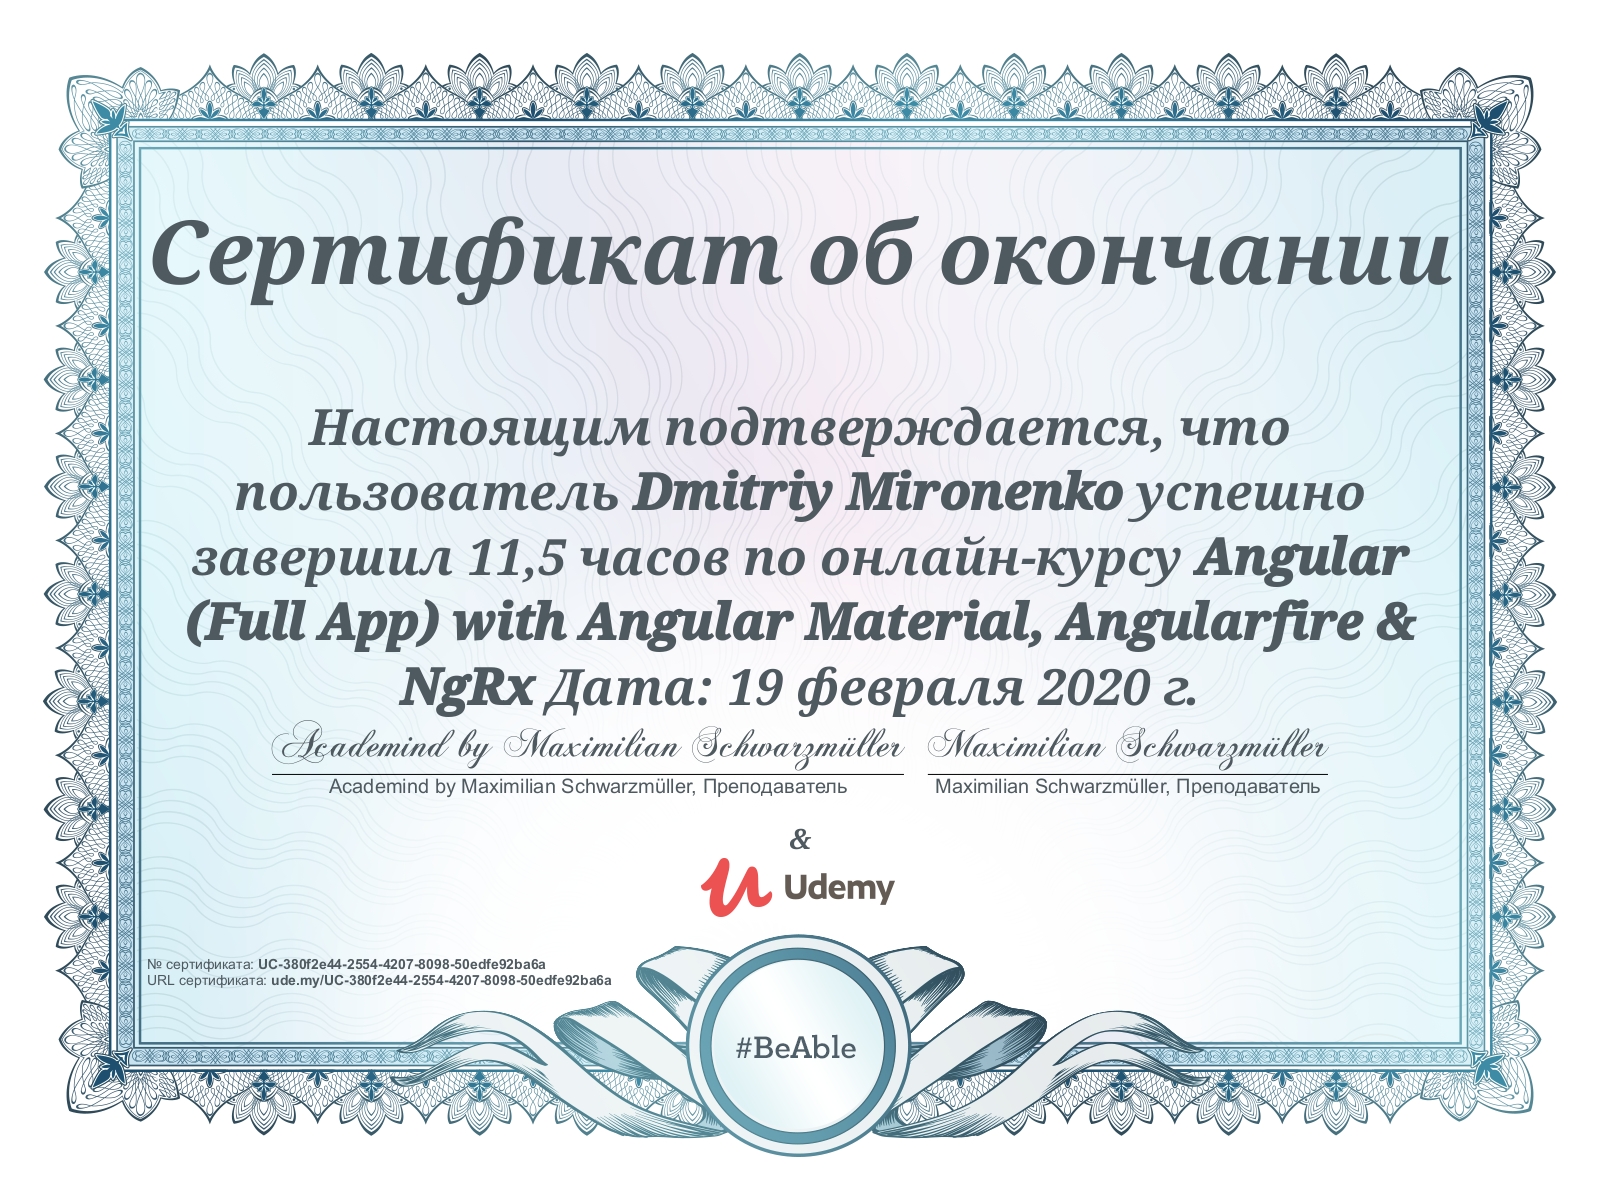 Сертификат об окончании
Настоящим подтверждается, что
пользователь Dmitriy Mironenko успешно
завершил 11,5 часов по онлайн-курсу Angular
(Full App) with Angular Material, Angularfire &
NgRx Дата: 19 февраля 2020 г.
Academind by Maximilian Schwarzmüller Maximilian Schwarzmüller
Academind by Maximilian Schwarzmüller, Преподаватель Maximilian Schwarzmüller, Преподаватель
&
Udemy
№ сертификата: UC-380f2e44-2554-4207-8098-50edfe92ba6a
URL сертификата: ude.my/UC-380f2e44-2554-4207-8098-50edfe92ba6a
#BeAble